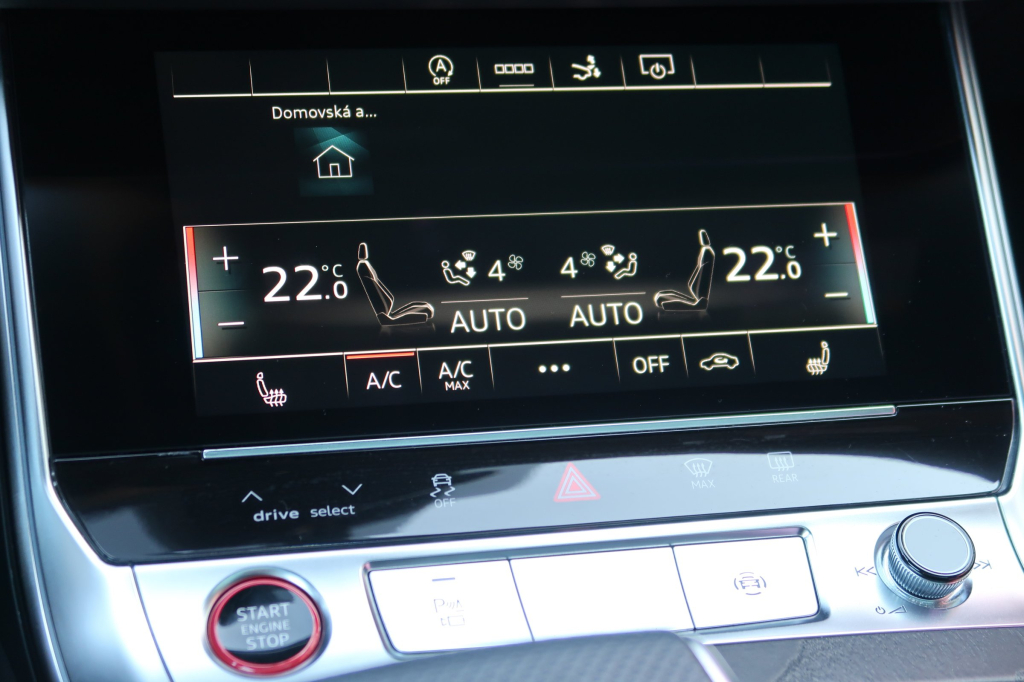 A
OFF
Domovská a...
+ 22.0 °C 4 4 22.0 °C +
− AUTO AUTO −
A/C A/C MAX ... OFF
drive select OFF MAX REAR
START
ENGINE
STOP